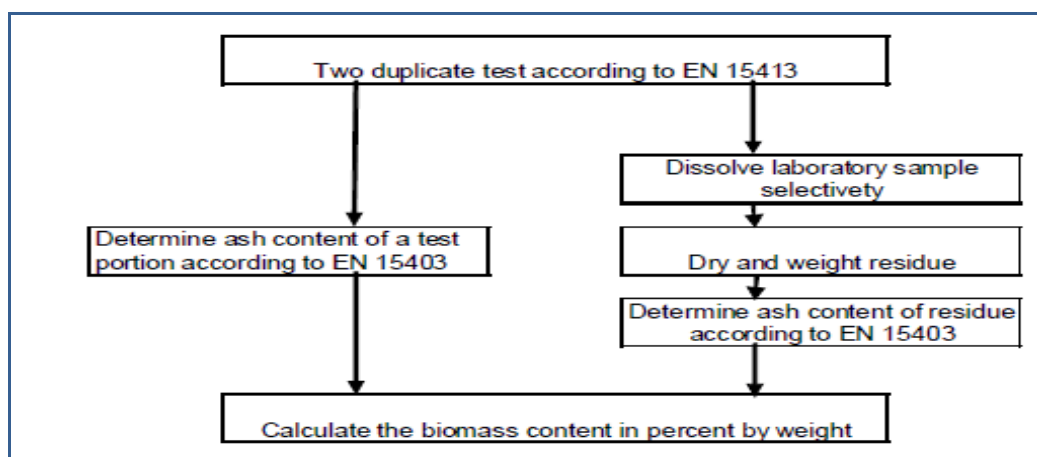 Two duplicate test according to EN 15413
Dissolve laboratory sample
selectivety
Determine ash content of a test
portion according to EN 15403
Dry and weight residue
Determine ash content of residue
according to EN 15403
Calculate the biomass content in percent by weight